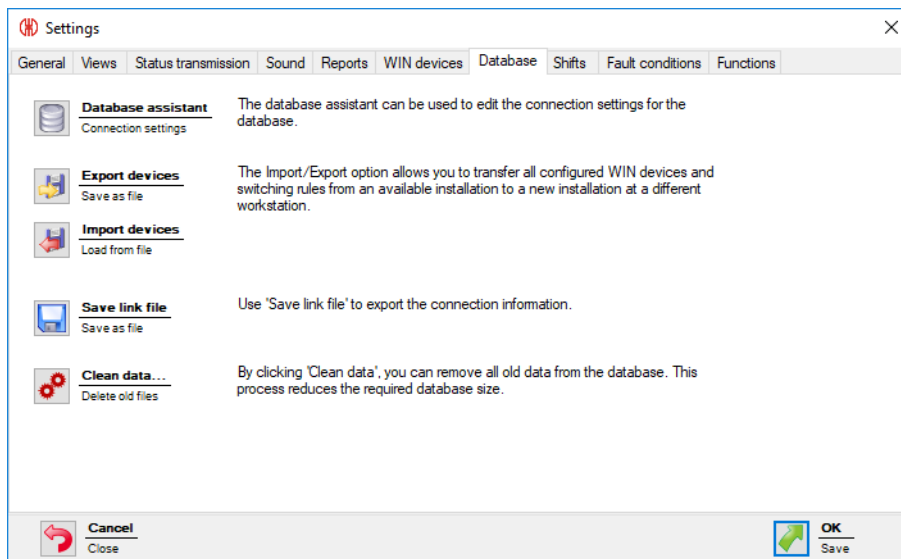 Settings
General Views Status transmission Sound Reports WIN devices Database Shifts Fault conditions Functions
Database assistant
Connection settings
The database assistant can be used to edit the connection settings for the
database.
Export devices
Save as file
The Import/Export option allows you to transfer all configured WIN devices and
switching rules from an available installation to a new installation at a different
workstation.
Import devices
Load from file
Save link file
Save as file
Use 'Save link file' to export the connection information.
Clean data...
Delete old files
By clicking 'Clean data', you can remove all old data from the database. This
process reduces the required database size.
Cancel
Close
OK
Save